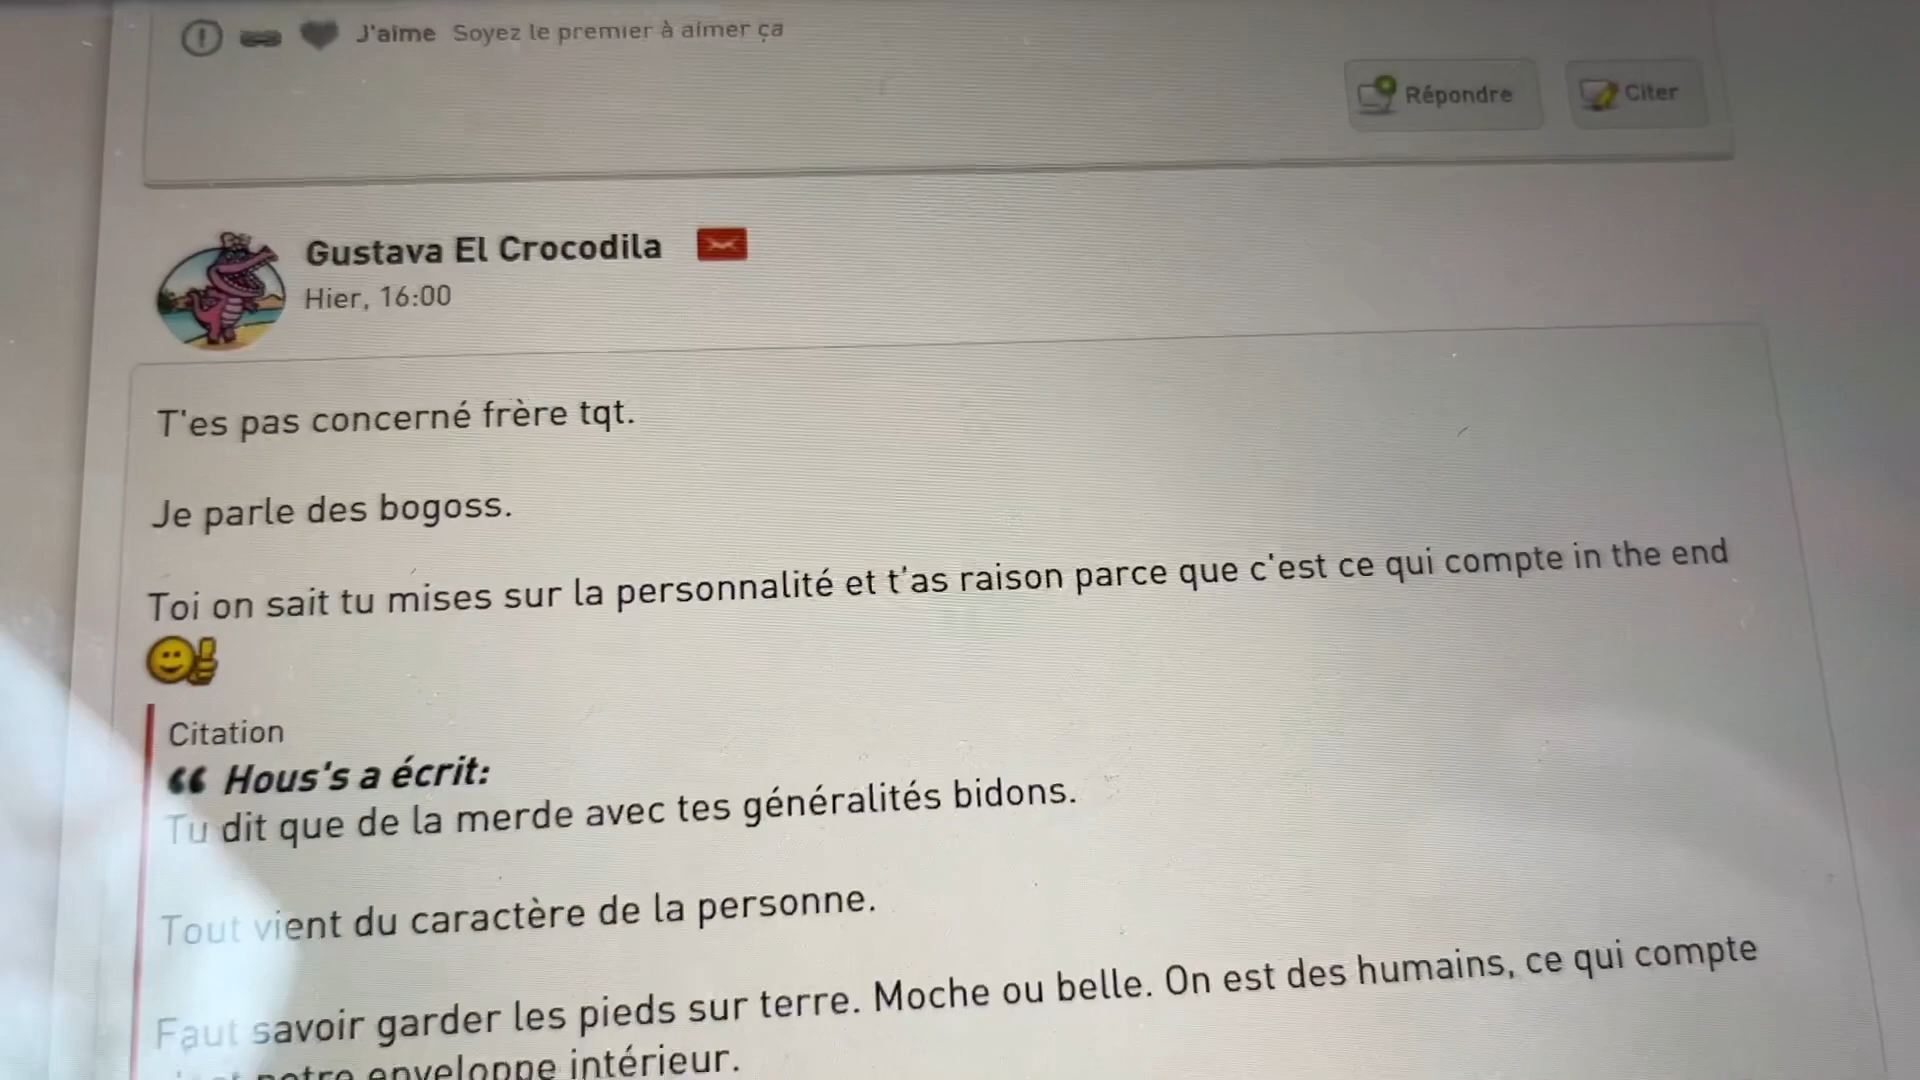 J'aime Soyez le premier à aimer ça
Répondre
Citer
Gustava El Crocodila
Hier, 16:00
T'es pas concerné frère tqt.
Je parle des bogoss.
Toi on sait tu mises sur la personnalité et t'as raison parce que c'est ce qui compte in the end
Citation
“ Hous's a écrit:
Tu dit que de la merde avec tes généralités bidons.
Tout vient du caractère de la personne.
Faut savoir garder les pieds sur terre. Moche ou belle. On est des humains, ce qui compte
notre enveloppe intérieur.